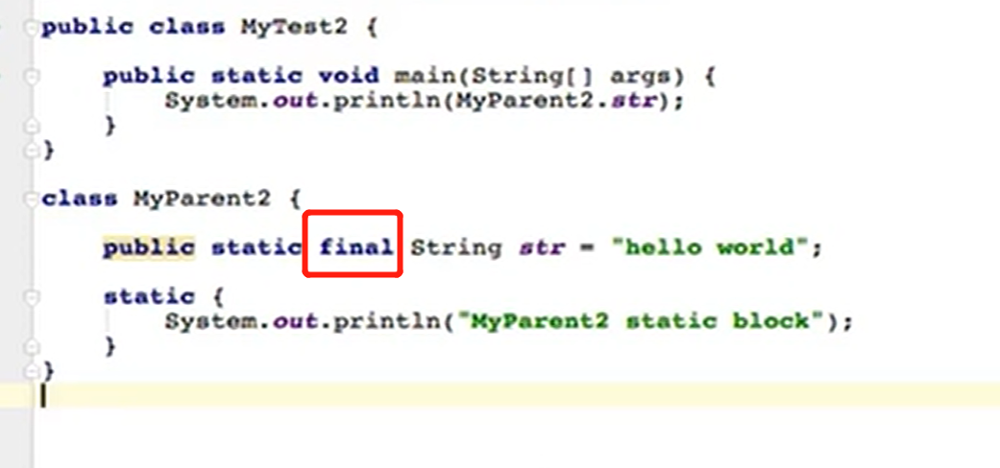 public class MyTest2 {
public static void main(String[] args) {
System.out.println(MyParent2.str);
}
}
class MyParent2 {
public static final String str = "hello world";
static {
System.out.println("MyParent2 static block");
}
}